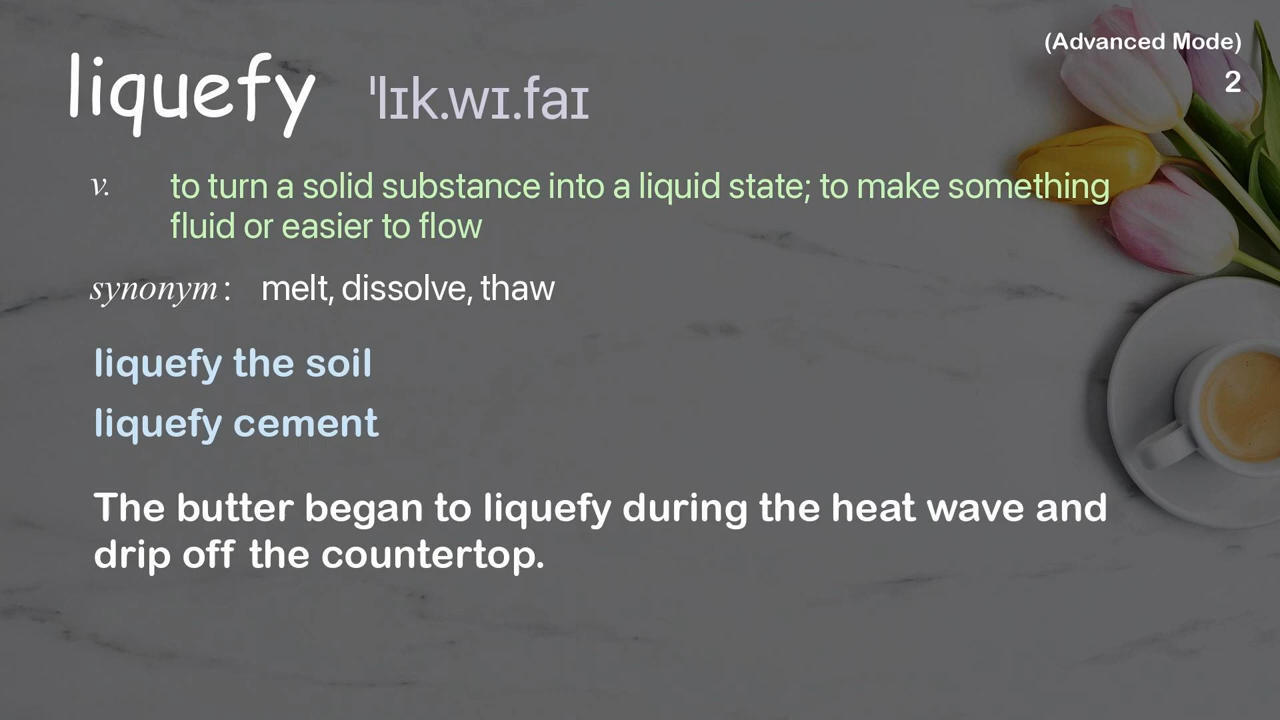 (Advanced Mode)
2
liquefy ˈlɪk.wɪ.faɪ
v. to turn a solid substance into a liquid state; to make something
fluid or easier to flow
synonym: melt, dissolve, thaw
liquefy the soil
liquefy cement
The butter began to liquefy during the heat wave and
drip off the countertop.